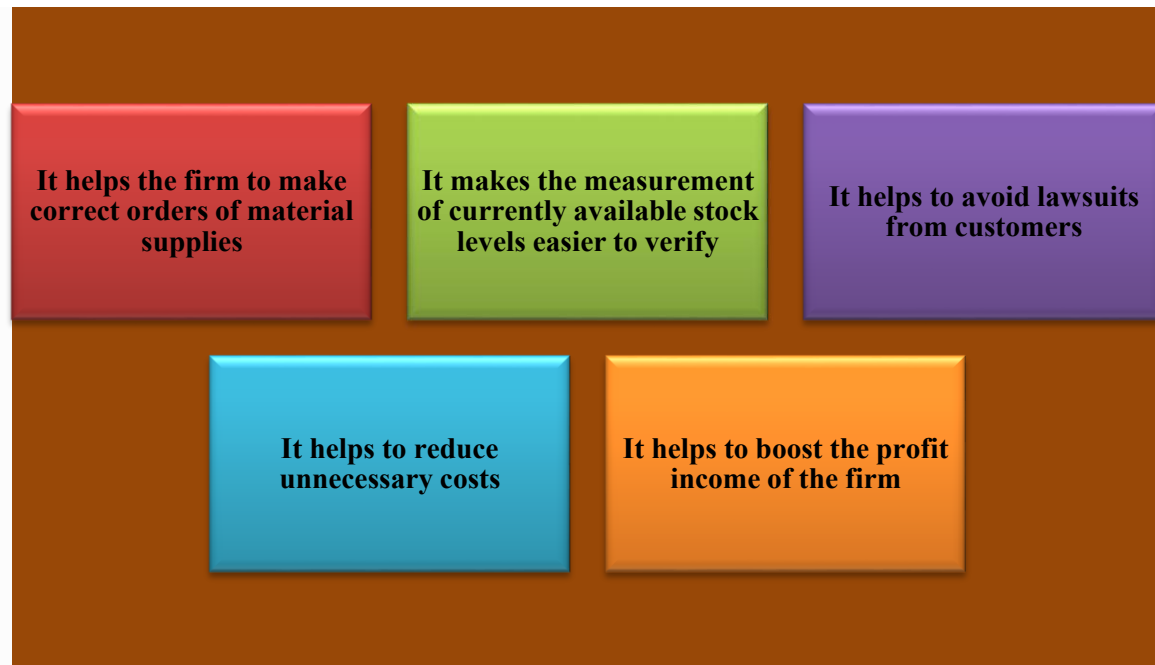 It helps the firm to make
correct orders of material
supplies
It makes the measurement
of currently available stock
levels easier to verify
It helps to avoid lawsuits
from customers
It helps to reduce
unnecessary costs
It helps to boost the profit
income of the firm